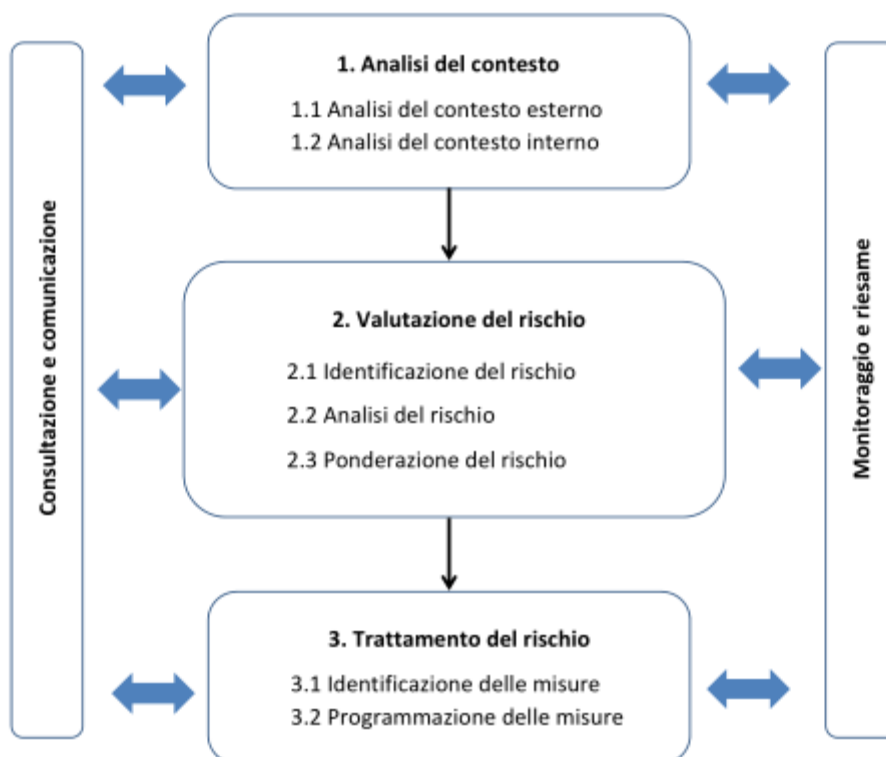 Consultazione e comunicazione
1. Analisi del contesto
1.1 Analisi del contesto esterno
1.2 Analisi del contesto interno
2. Valutazione del rischio
2.1 Identificazione del rischio
2.2 Analisi del rischio
2.3 Ponderazione del rischio
3. Trattamento del rischio
3.1 Identificazione delle misure
3.2 Programmazione delle misure
Monitoraggio e riesame